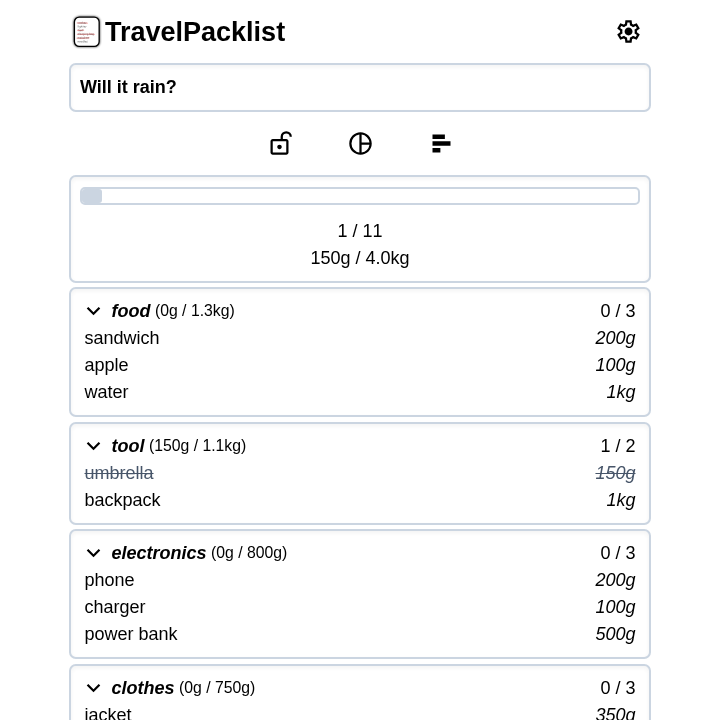 TravelPacklist
Will it rain?
1 / 11
150g / 4.0kg
food (0g / 1.3kg) 0 / 3
sandwich 200g
apple 100g
water 1kg
tool (150g / 1.1kg) 1 / 2
umbrella 150g
backpack 1kg
electronics (0g / 800g) 0 / 3
phone 200g
charger 100g
power bank 500g
clothes (0g / 750g) 0 / 3
jacket 350g